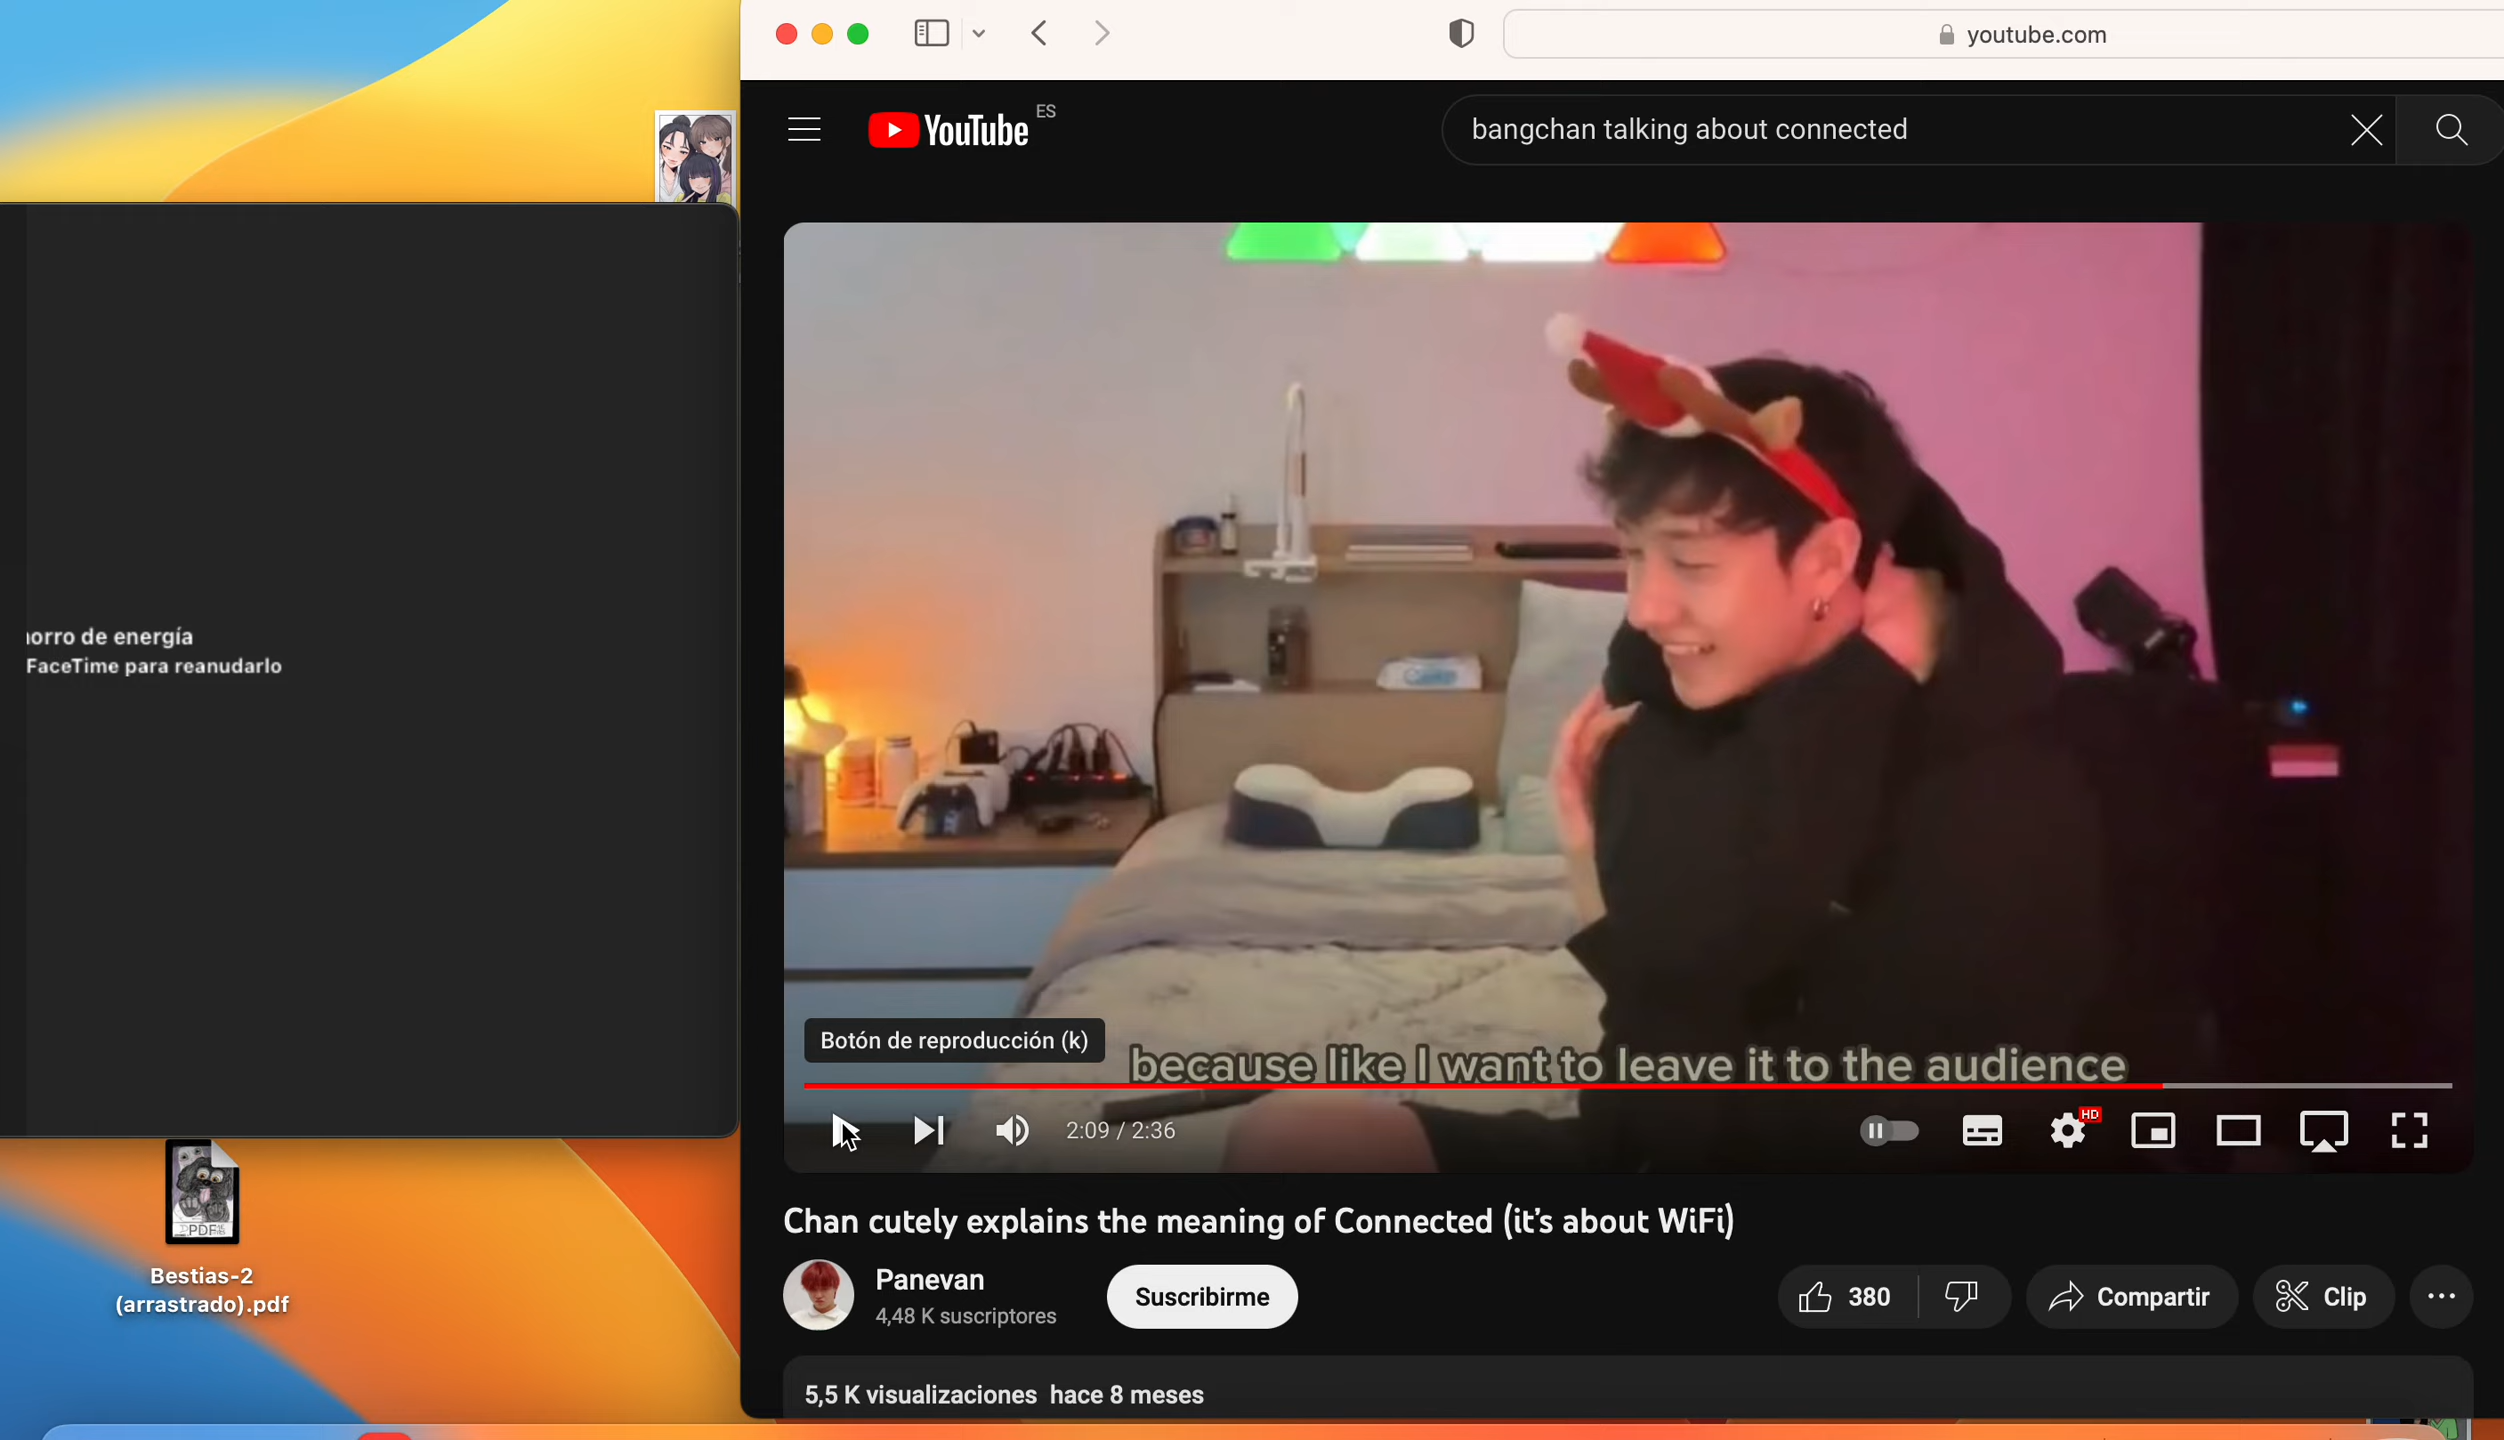 youtube.com
YouTube ES
bangchan talking about connected
horro de energía
FaceTime para reanudarlo
Botón de reproducción (k)
because like I want to leave it to the audience
2:09 / 2:36
HD
Chan cutely explains the meaning of Connected (it's about WiFi)
Panevan
4,48 K suscriptores
Suscribirme
380
Compartir
Clip
5,5 K visualizaciones hace 8 meses
PDF
Bestias-2
(arrastrado).pdf